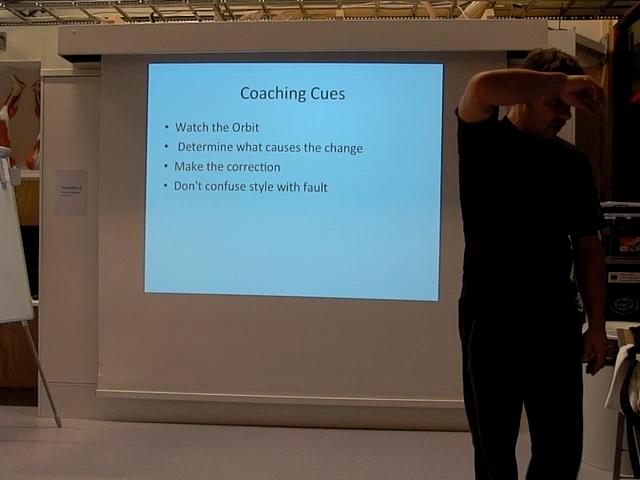 Coaching Cues
• Watch the Orbit
• Determine what causes the change
• Make the correction
• Don't confuse style with fault